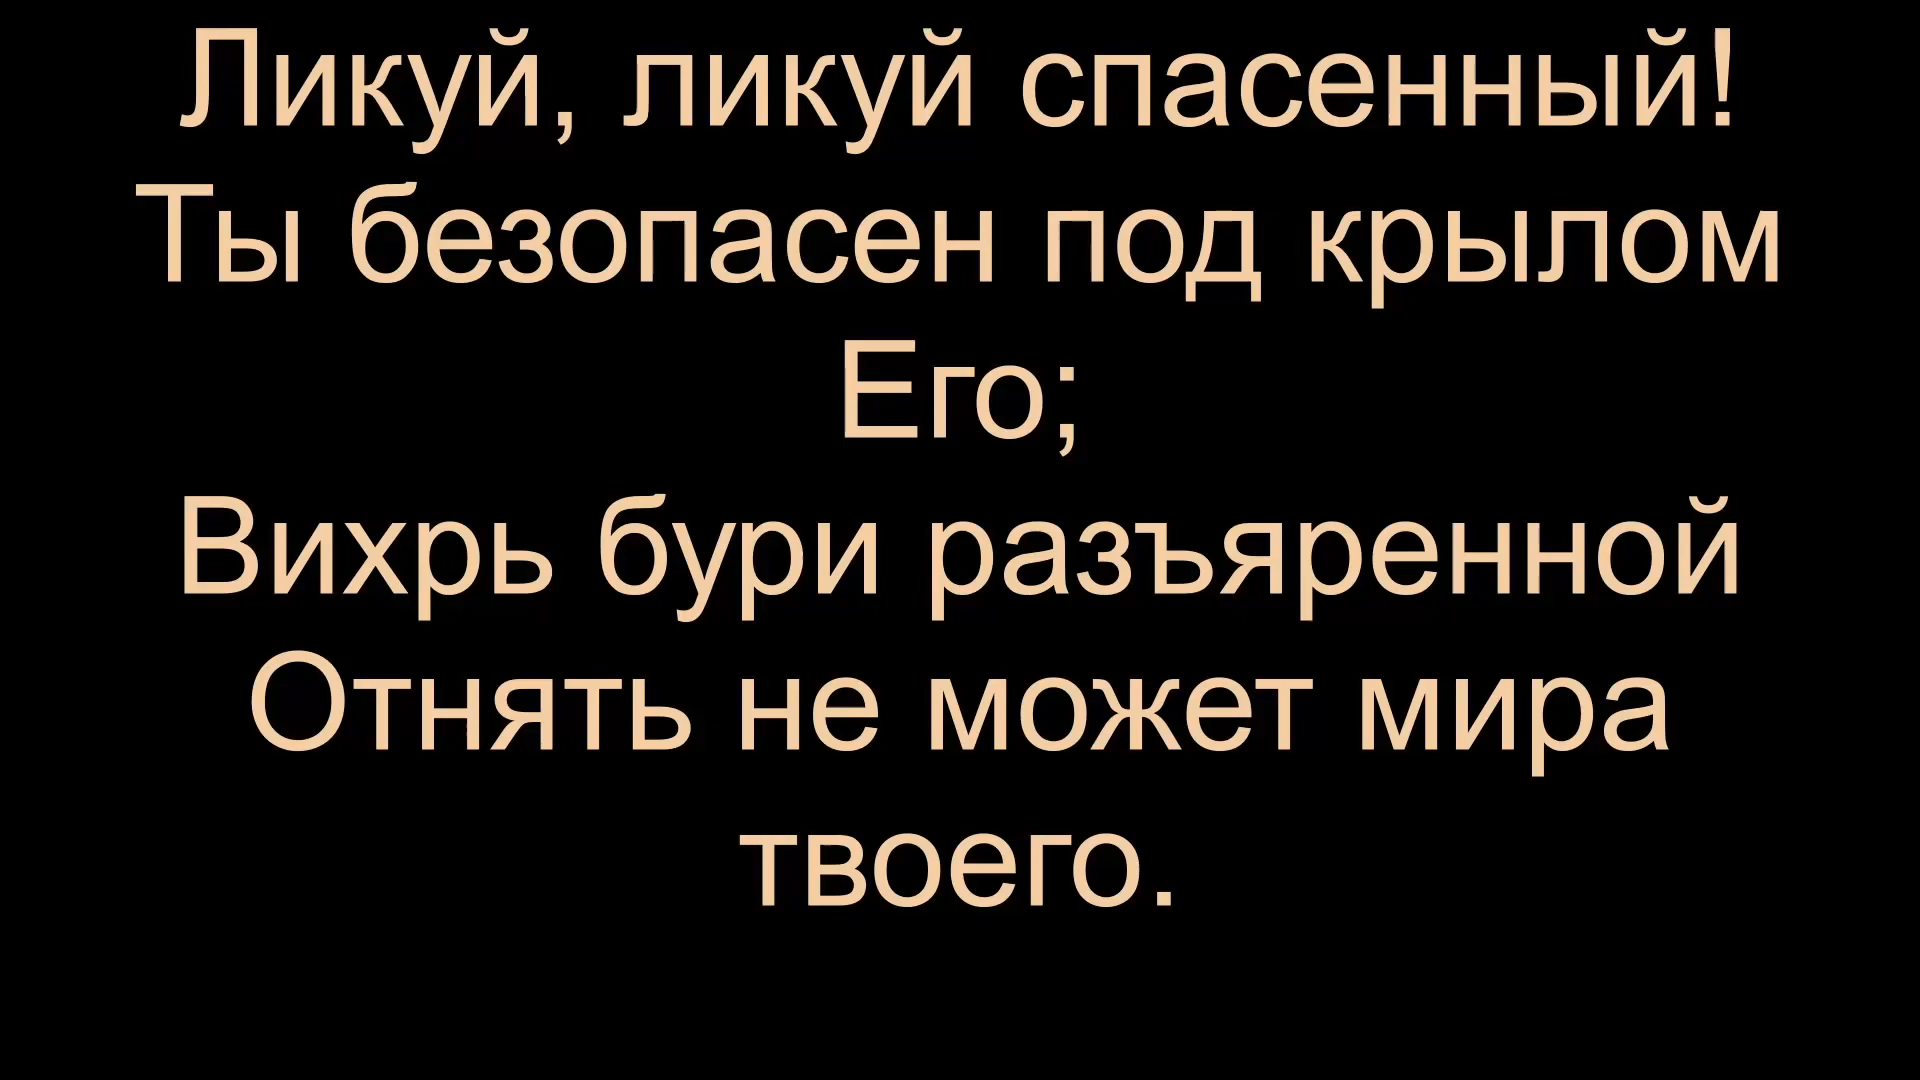 Ликуй, ликуй спасенный!
Ты безопасен под крылом
Его;
Вихрь бури разъяренной
Отнять не может мира
твоего.